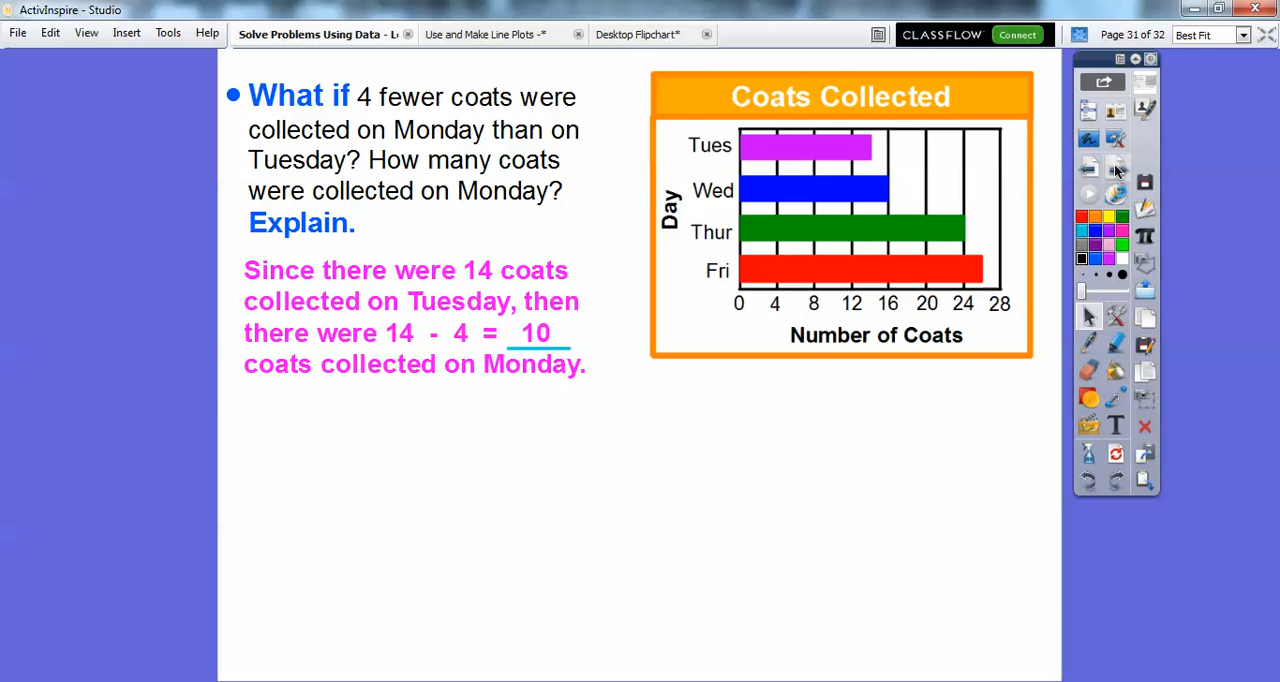 ActivInspire - Studio
File Edit View Insert Tools Help
Solve Problems Using Data - Le
Use and Make Line Plots -*
Desktop Flipchart*
CLASSFLOW Connect
Page 31 of 32
Best Fit
• What if 4 fewer coats were
collected on Monday than on
Tuesday? How many coats
were collected on Monday?
Explain.
Since there were 14 coats
collected on Tuesday, then
there were 14 - 4 = 10
coats collected on Monday.
Coats Collected
Day
Tues
Wed
Thur
Fri
0 4 8 12 16 20 24 28
Number of Coats